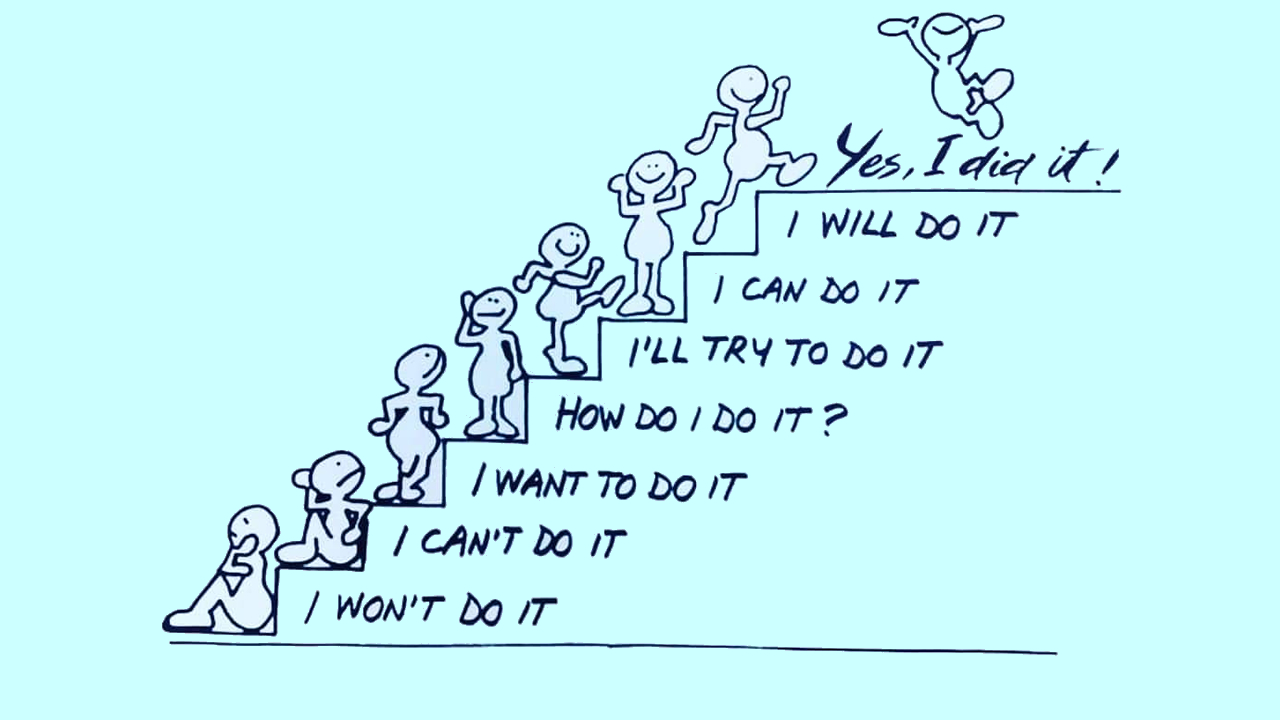 Yes, I did it!
I WILL DO IT
I CAN DO IT
I'LL TRY TO DO IT
HOW DO I DO IT?
I WANT TO DO IT
I CAN'T DO IT
I WON'T DO IT